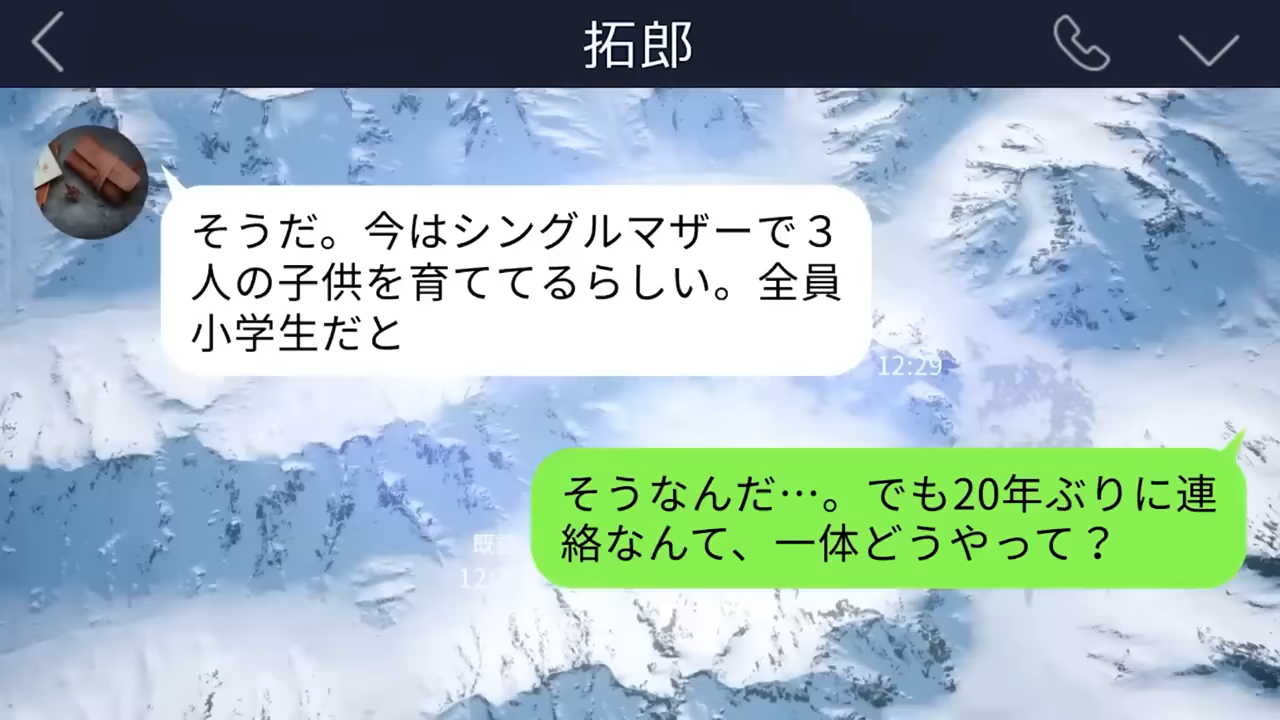 拓郎
そうだ。今はシングルマザーで３
人の子供を育ててるらしい。全員
小学生だと
12:29
そうなんだ…。でも20年ぶりに連
絡なんて、一体どうやって？